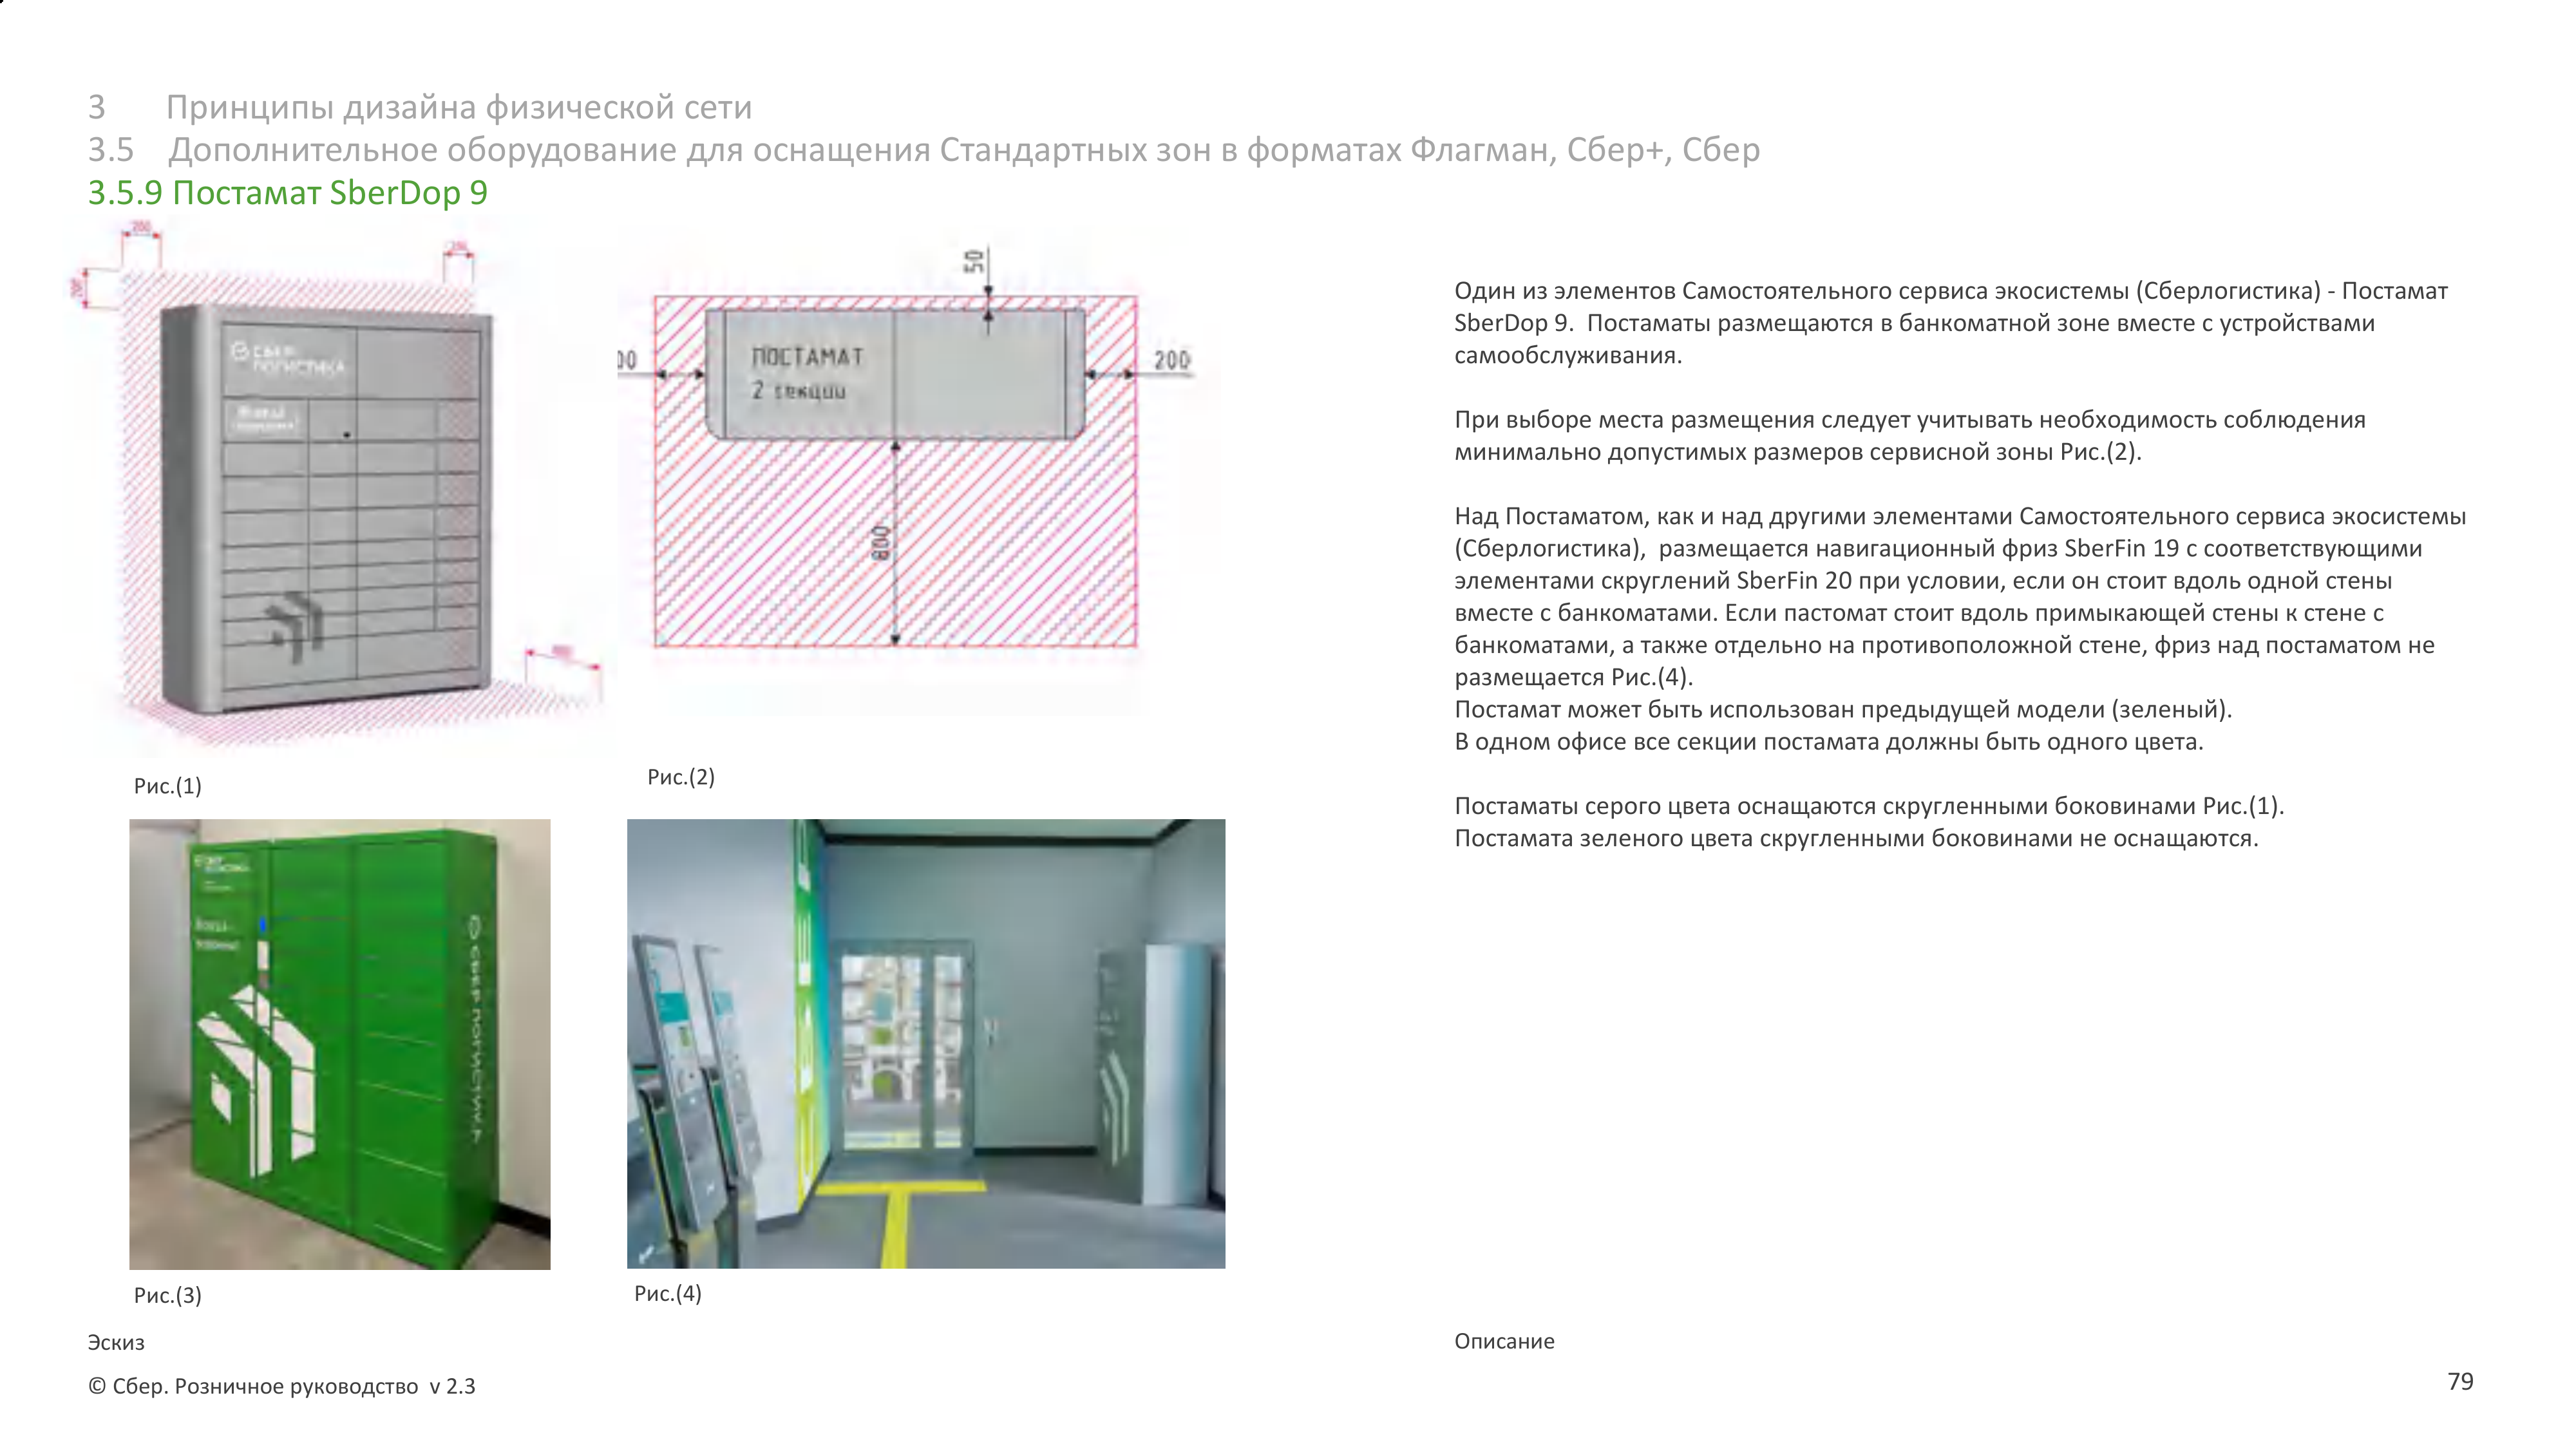 3 Принципы дизайна физической сети
3.5 Дополнительное оборудование для оснащения Стандартных зон в форматах Флагман, Сбер+, Сбер
3.5.9 Постамат SberDop 9
200
СБЕР
ЛОГИСТИКА
Рис.(1)
50
ПОСТАМАТ
2 секции
200
800
Рис.(2)
СБЕРЛОГИСТИКА
Рис.(3)
Рис.(4)
Один из элементов Самостоятельного сервиса экосистемы (Сберлогистика) - Постамат
SberDop 9. Постаматы размещаются в банкоматной зоне вместе с устройствами
самообслуживания.
При выборе места размещения следует учитывать необходимость соблюдения
минимально допустимых размеров сервисной зоны Рис.(2).
Над Постаматом, как и над другими элементами Самостоятельного сервиса экосистемы
(Сберлогистика), размещается навигационный фриз SberFin 19 с соответствующими
элементами скруглений SberFin 20 при условии, если он стоит вдоль одной стены
вместе с банкоматами. Если пастомат стоит вдоль примыкающей стены к стене с
банкоматами, а также отдельно на противоположной стене, фриз над постаматом не
размещается Рис.(4).
Постамат может быть использован предыдущей модели (зеленый).
В одном офисе все секции постамата должны быть одного цвета.
Постаматы серого цвета оснащаются скругленными боковинами Рис.(1).
Постамата зеленого цвета скругленными боковинами не оснащаются.
Эскиз
Описание
© Сбер. Розничное руководство v 2.3
79